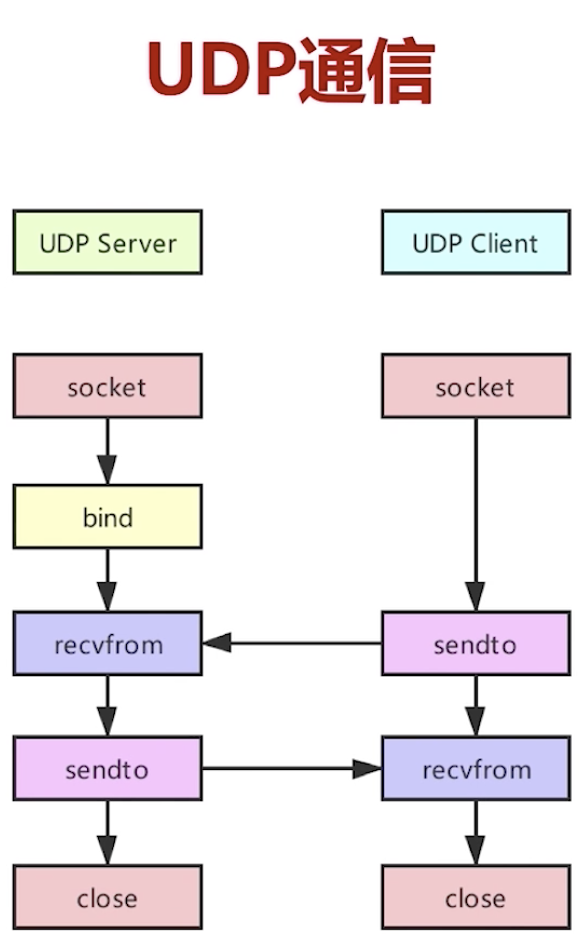 UDP通信
UDP Server
UDP Client
socket
socket
bind
recvfrom
sendto
sendto
recvfrom
close
close